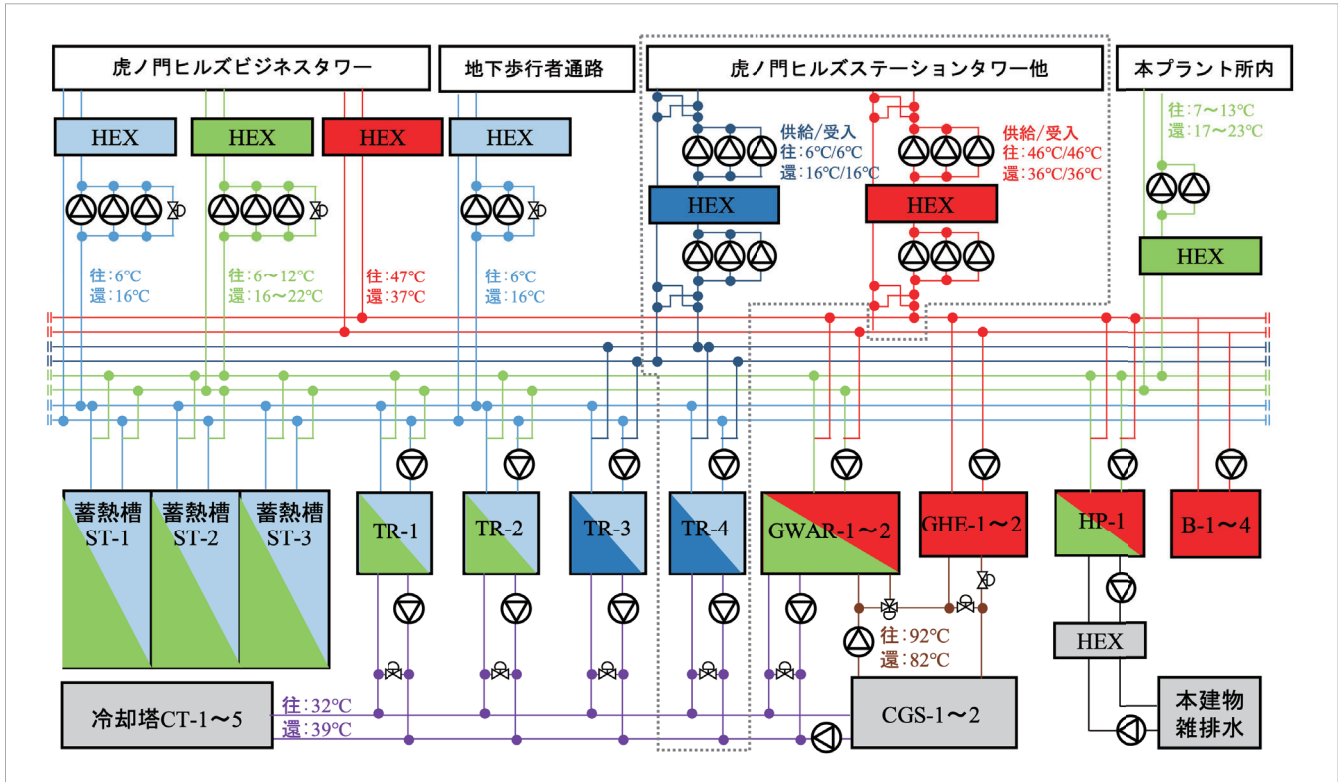 虎ノ門ヒルズビジネスタワー
地下歩行者通路
虎ノ門ヒルズステーションタワー他
本プラント所内
HEX
HEX
HEX
HEX
供給/受入
往:6℃/6℃
還:16℃/16℃
供給/受入
往:46℃/46℃
還:36℃/36℃
往:7~13℃
還:17~23℃
HEX
HEX
HEX
往:6℃
還:16℃
往:6~12℃
還:16~22℃
往:47℃
還:37℃
往:6℃
還:16℃
蓄熱槽
ST-1
蓄熱槽
ST-2
蓄熱槽
ST-3
TR-1
TR-2
TR-3
TR-4
GWAR-1~2
GHE-1~2
HP-1
B-1~4
往:92℃
還:82℃
HEX
冷却塔CT-1~5
往:32℃
還:39℃
CGS-1~2
本建物
雑排水